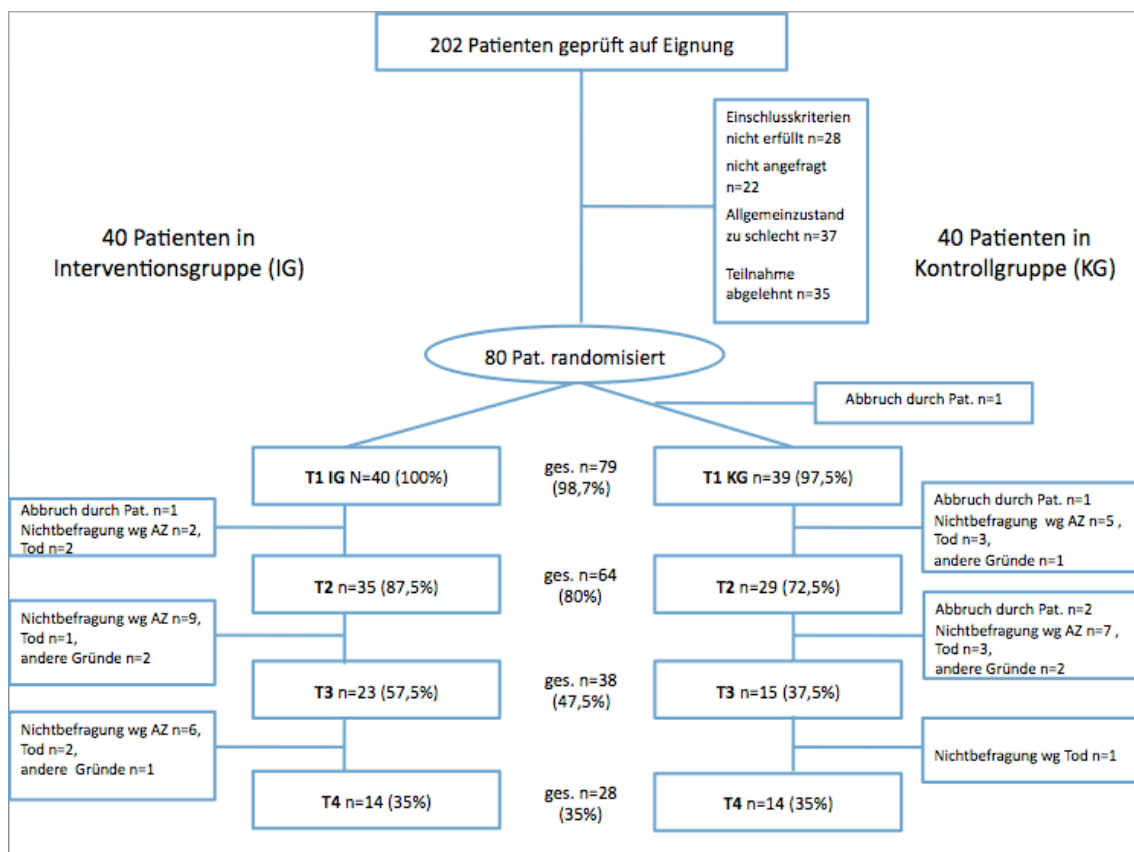 202 Patienten geprüft auf Eignung
Einschlusskriterien
nicht erfüllt n=28
nicht angefragt
n=22
Allgemeinzustand
zu schlecht n=37
Teilnahme
abgelehnt n=35
40 Patienten in
Interventionsgruppe (IG)
40 Patienten in
Kontrollgruppe (KG)
80 Pat. randomisiert
Abbruch durch Pat. n=1
T1 IG N=40 (100%)
ges. n=79
(98,7%)
T1 KG n=39 (97,5%)
Abbruch durch Pat. n=1
Nichtbefragung wg AZ n=2,
Tod n=2
Abbruch durch Pat. n=1
Nichtbefragung wg AZ n=5 ,
Tod n=3,
andere Gründe n=1
T2 n=35 (87,5%)
ges. n=64
(80%)
T2 n=29 (72,5%)
Nichtbefragung wg AZ n=9,
Tod n=1,
andere Gründe n=2
Abbruch durch Pat. n=2
Nichtbefragung wg AZ n=7 ,
Tod n=3,
andere Gründe n=2
T3 n=23 (57,5%)
ges. n=38
(47,5%)
T3 n=15 (37,5%)
Nichtbefragung wg AZ n=6,
Tod n=2,
andere Gründe n=1
Nichtbefragung wg Tod n=1
T4 n=14 (35%)
ges. n=28
(35%)
T4 n=14 (35%)